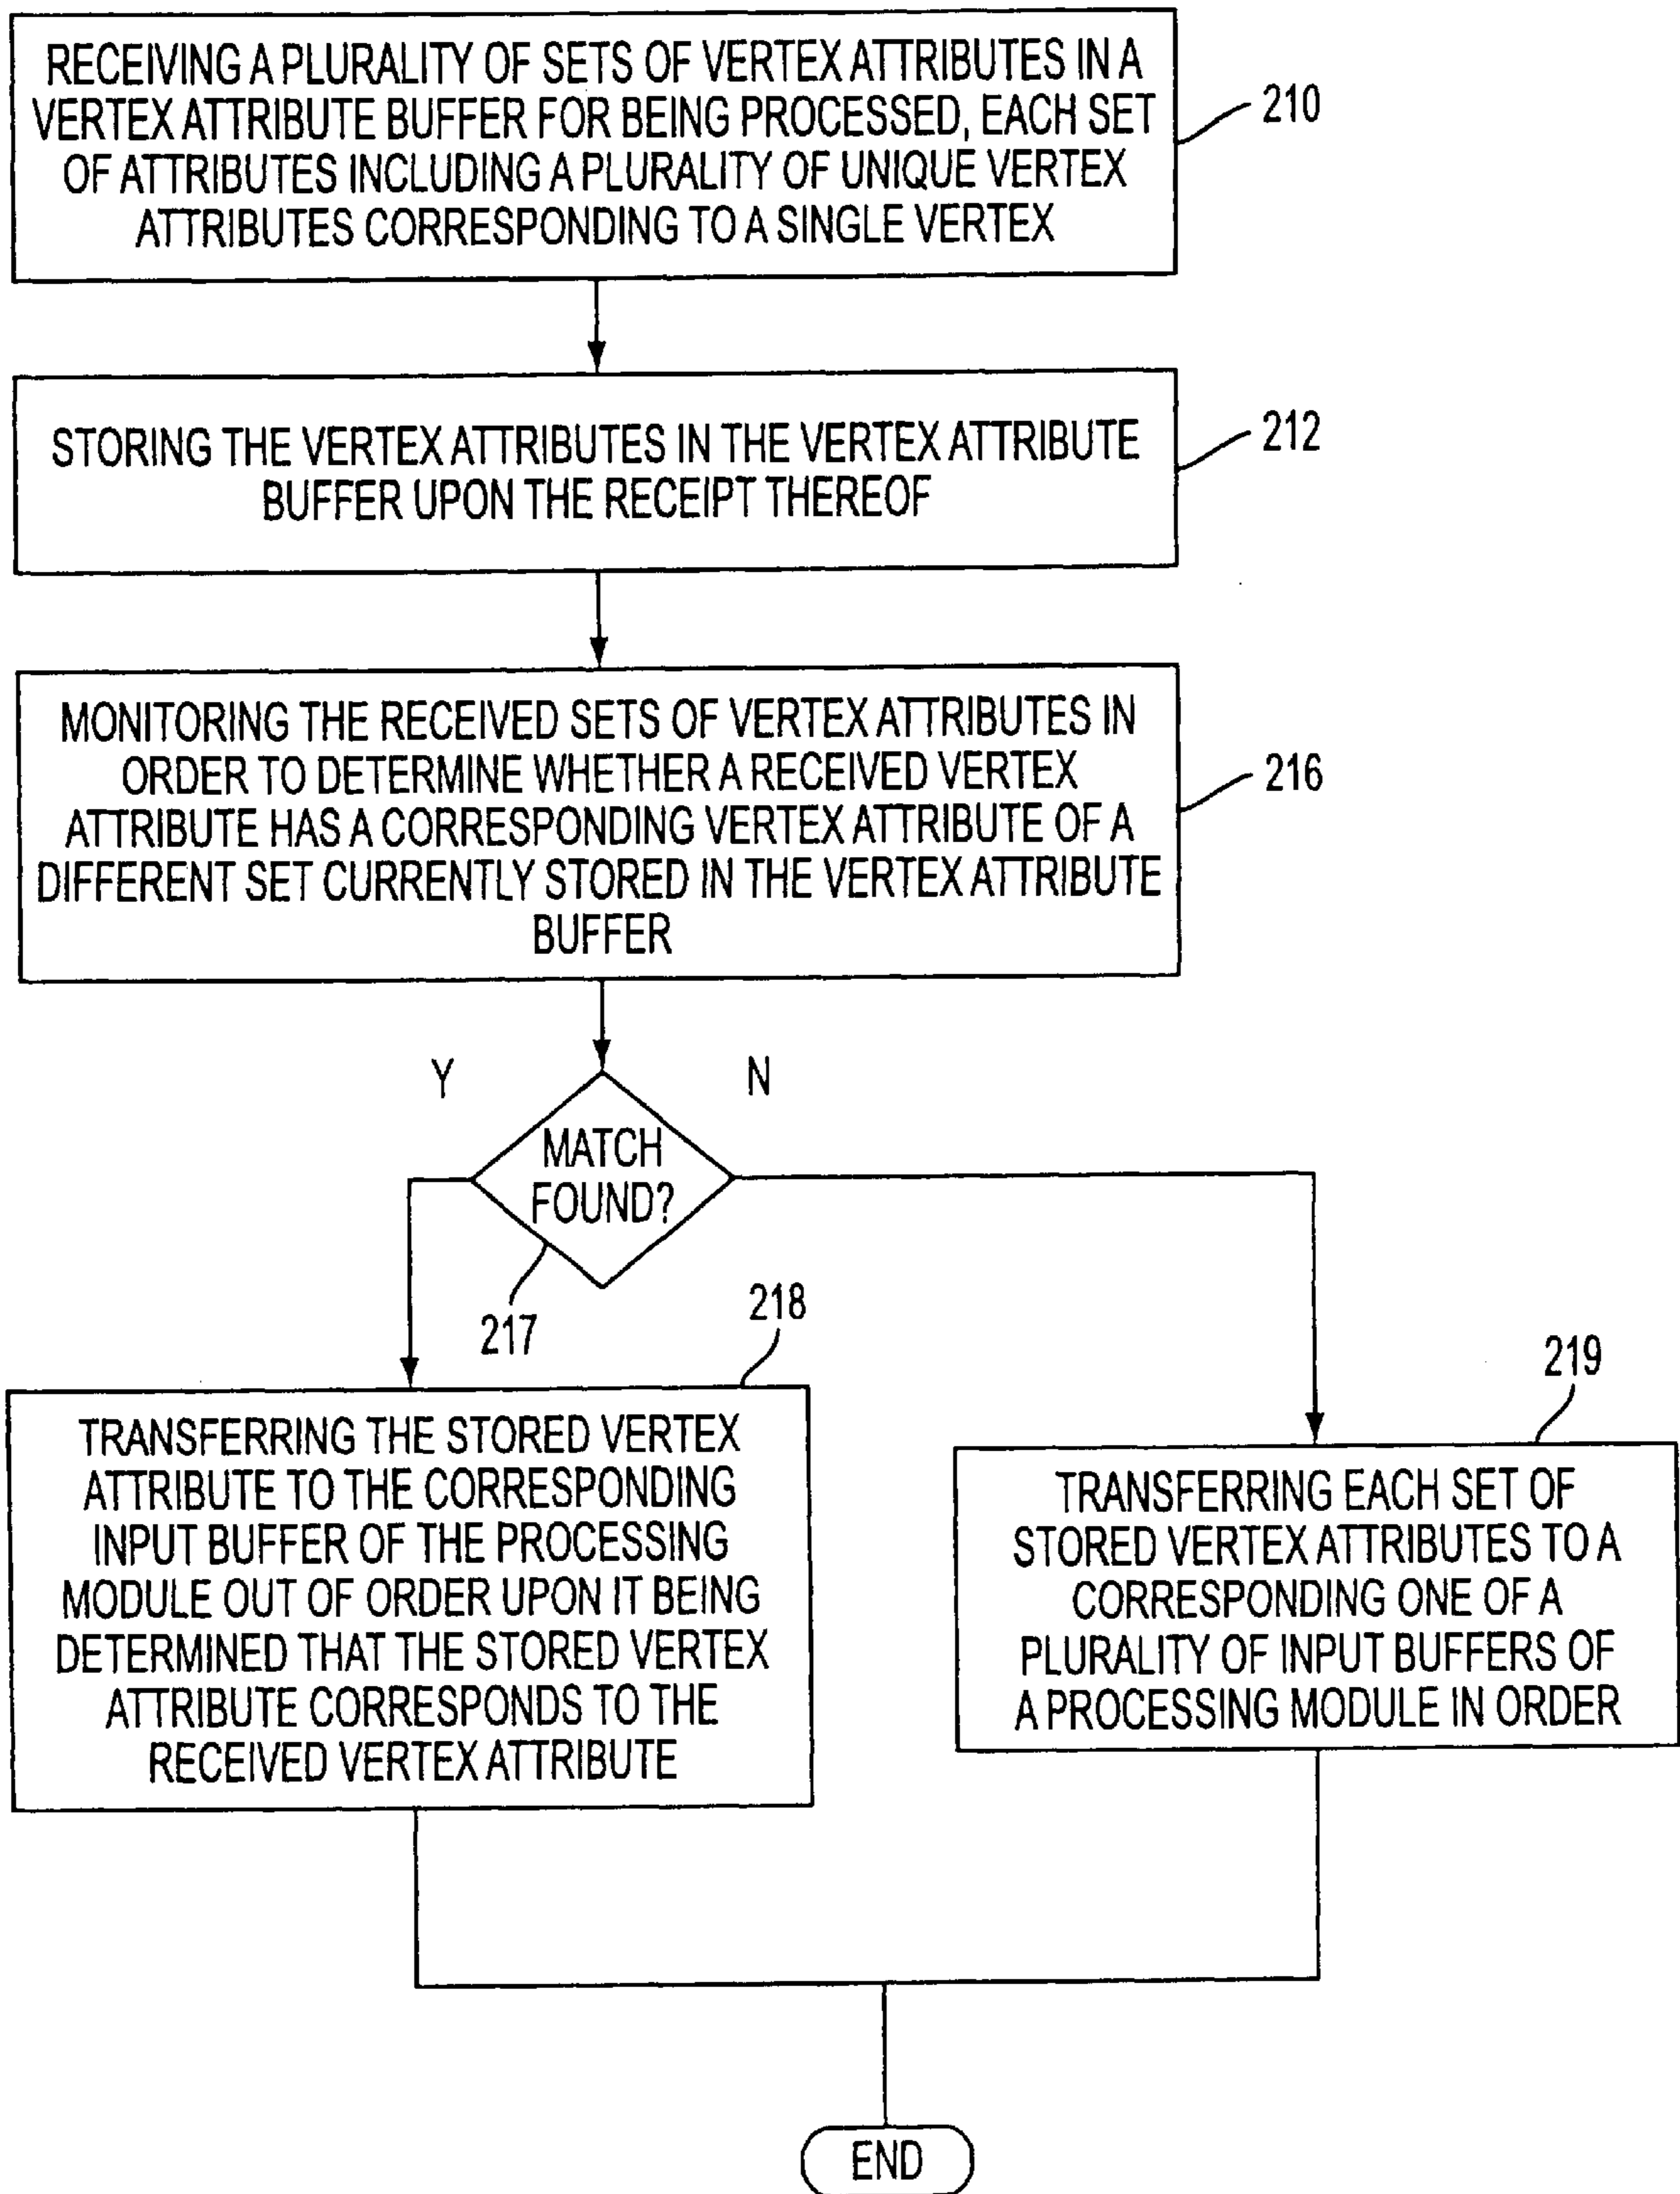 RECEIVING A PLURALITY OF SETS OF VERTEX ATTRIBUTES IN A
VERTEX ATTRIBUTE BUFFER FOR BEING PROCESSED, EACH SET
OF ATTRIBUTES INCLUDING A PLURALITY OF UNIQUE VERTEX
ATTRIBUTES CORRESPONDING TO A SINGLE VERTEX
210
STORING THE VERTEX ATTRIBUTES IN THE VERTEX ATTRIBUTE
BUFFER UPON THE RECEIPT THEREOF
212
MONITORING THE RECEIVED SETS OF VERTEX ATTRIBUTES IN
ORDER TO DETERMINE WHETHER A RECEIVED VERTEX
ATTRIBUTE HAS A CORRESPONDING VERTEX ATTRIBUTE OF A
DIFFERENT SET CURRENTLY STORED IN THE VERTEX ATTRIBUTE
BUFFER
216
Y
N
MATCH
FOUND?
217
218
TRANSFERRING THE STORED VERTEX
ATTRIBUTE TO THE CORRESPONDING
INPUT BUFFER OF THE PROCESSING
MODULE OUT OF ORDER UPON IT BEING
DETERMINED THAT THE STORED VERTEX
ATTRIBUTE CORRESPONDS TO THE
RECEIVED VERTEX ATTRIBUTE
219
TRANSFERRING EACH SET OF
STORED VERTEX ATTRIBUTES TO A
CORRESPONDING ONE OF A
PLURALITY OF INPUT BUFFERS OF
A PROCESSING MODULE IN ORDER
END